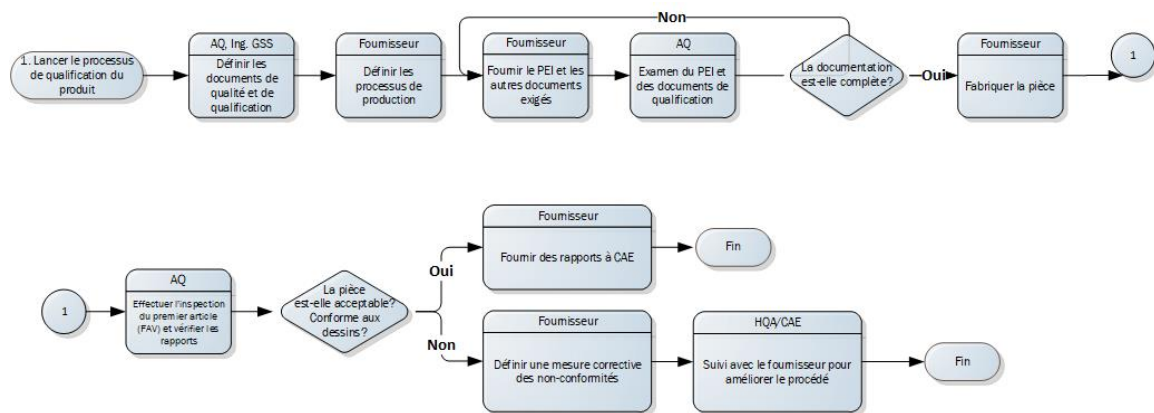 Non
1. Lancer le processus
de qualification du
produit
AQ, Ing. GSS
Définir les
documents de
qualité et de
qualification
Fournisseur
Définir les
processus de
production
Fournisseur
Fournir le PEI et les
autres documents
exigés
AQ
Examen du PEI et
des documents de
qualification
La documentation
est-elle complète?
Oui
Fournisseur
Fabriquer la pièce
1
1
AQ
Effectuer l'inspection
du premier article
(FAV) et vérifier les
rapports
La pièce
est-elle acceptable?
Conforme aux
dessins?
Oui
Fournisseur
Fournir des rapports à CAE
Fin
Non
Fournisseur
Définir une mesure corrective
des non-conformités
HQA/CAE
Suivi avec le fournisseur pour
améliorer le procédé
Fin